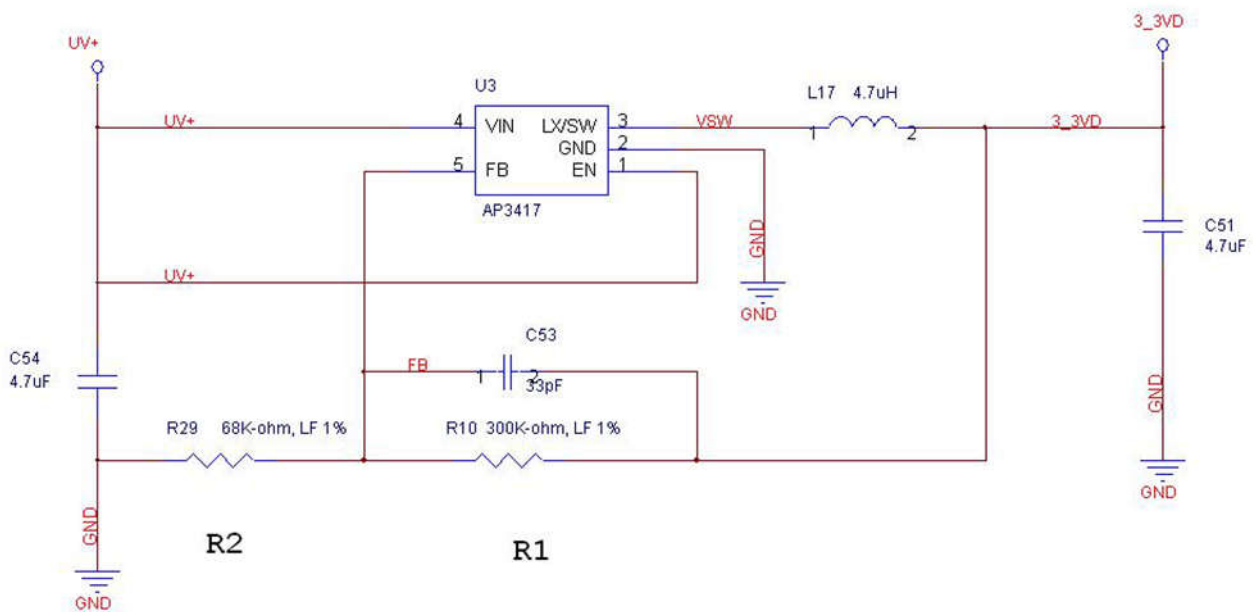 3_3VD
UV+
U3
L17 4.7uH
UV+ 4 VIN LX/SW 3 VSW 1 2 3_3VD
GND 2
5 FB EN 1
AP3417
GND
C51
4.7uF
UV+
GND
C53
C54
4.7uF
FB 1 2
33pF
GND
R29 68K-ohm, LF 1% R10 300K-ohm, LF 1%
GND
GND
R2 R1
GND